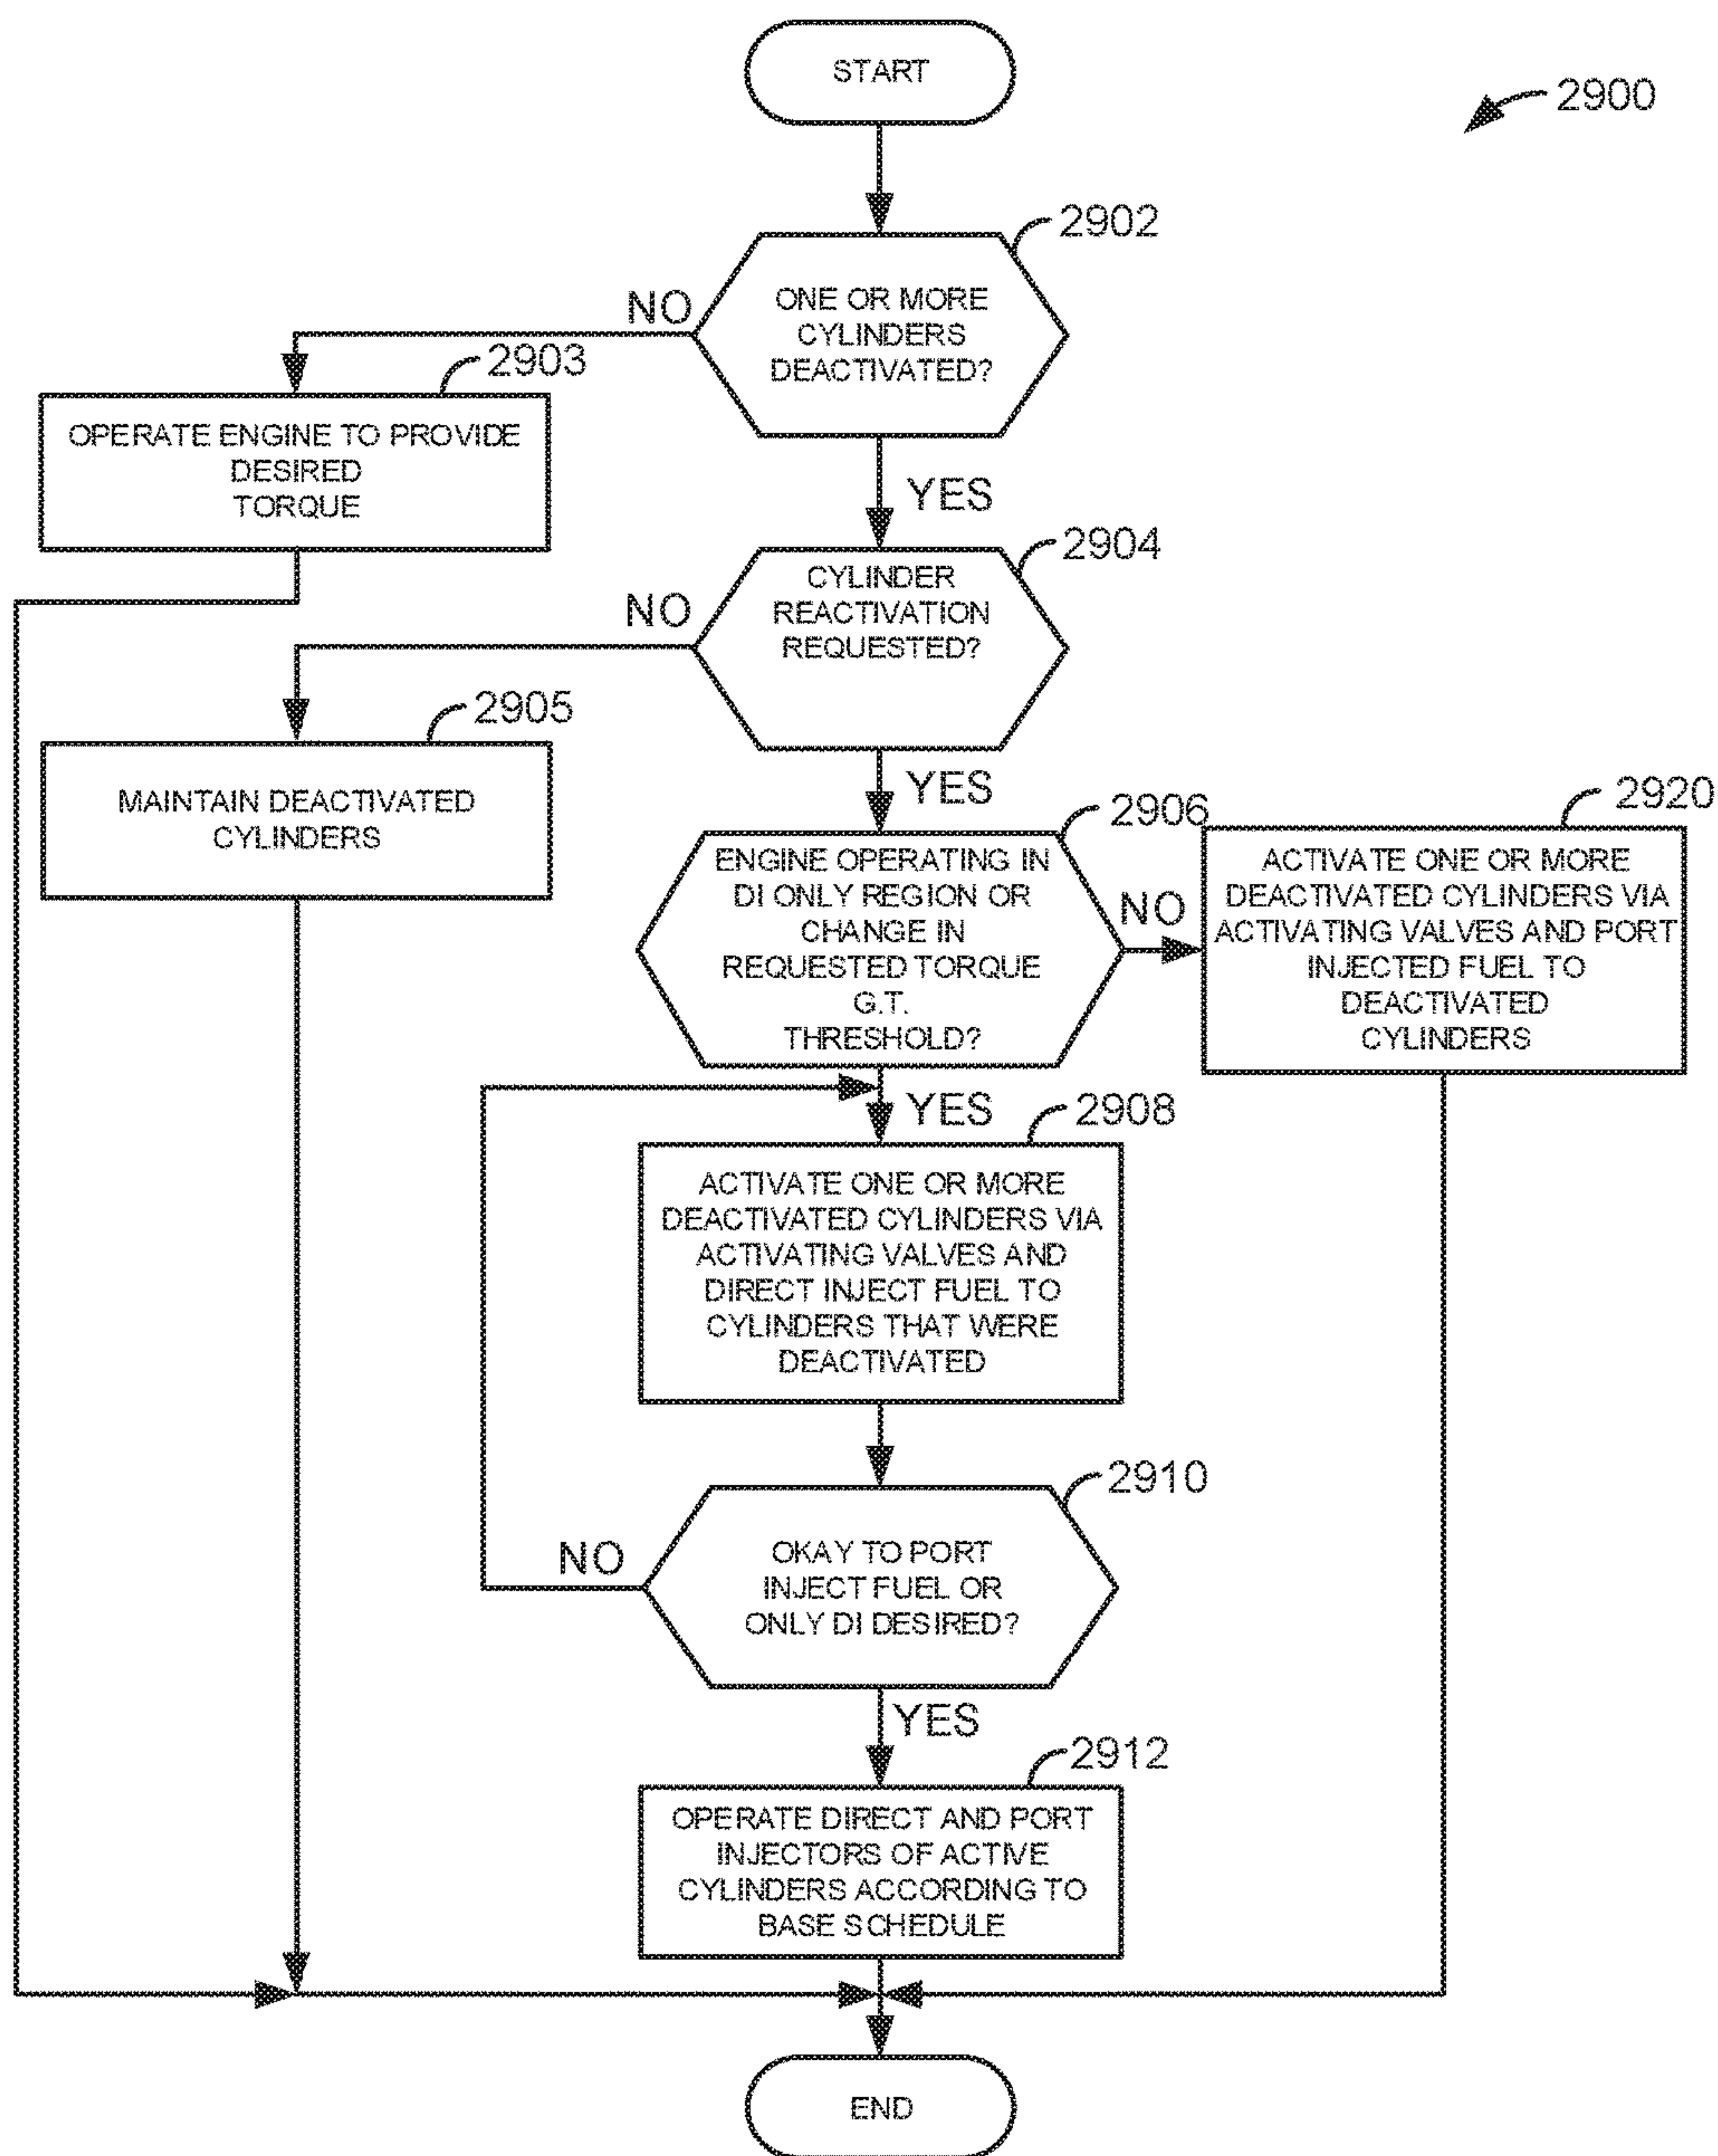 START
2900
2902
ONE OR MORE
CYLINDERS
DEACTIVATED?
NO
2903
OPERATE ENGINE TO PROVIDE
DESIRED
TORQUE
YES
2904
CYLINDER
REACTIVATION
REQUESTED?
NO
2905
MAINTAIN DEACTIVATED
CYLINDERS
YES
2906
ENGINE OPERATING IN
DI ONLY REGION OR
CHANGE IN
REQUESTED TORQUE
G.T.
THRESHOLD?
NO
2920
ACTIVATE ONE OR MORE
DEACTIVATED CYLINDERS VIA
ACTIVATING VALVES AND PORT
INJECTED FUEL TO
DEACTIVATED
CYLINDERS
YES
2908
ACTIVATE ONE OR MORE
DEACTIVATED CYLINDERS VIA
ACTIVATING VALVES AND
DIRECT INJECT FUEL TO
CYLINDERS THAT WERE
DEACTIVATED
2910
OKAY TO PORT
INJECT FUEL OR
ONLY DI DESIRED?
NO
YES
2912
OPERATE DIRECT AND PORT
INJECTORS OF ACTIVE
CYLINDERS ACCORDING TO
BASE SCHEDULE
END